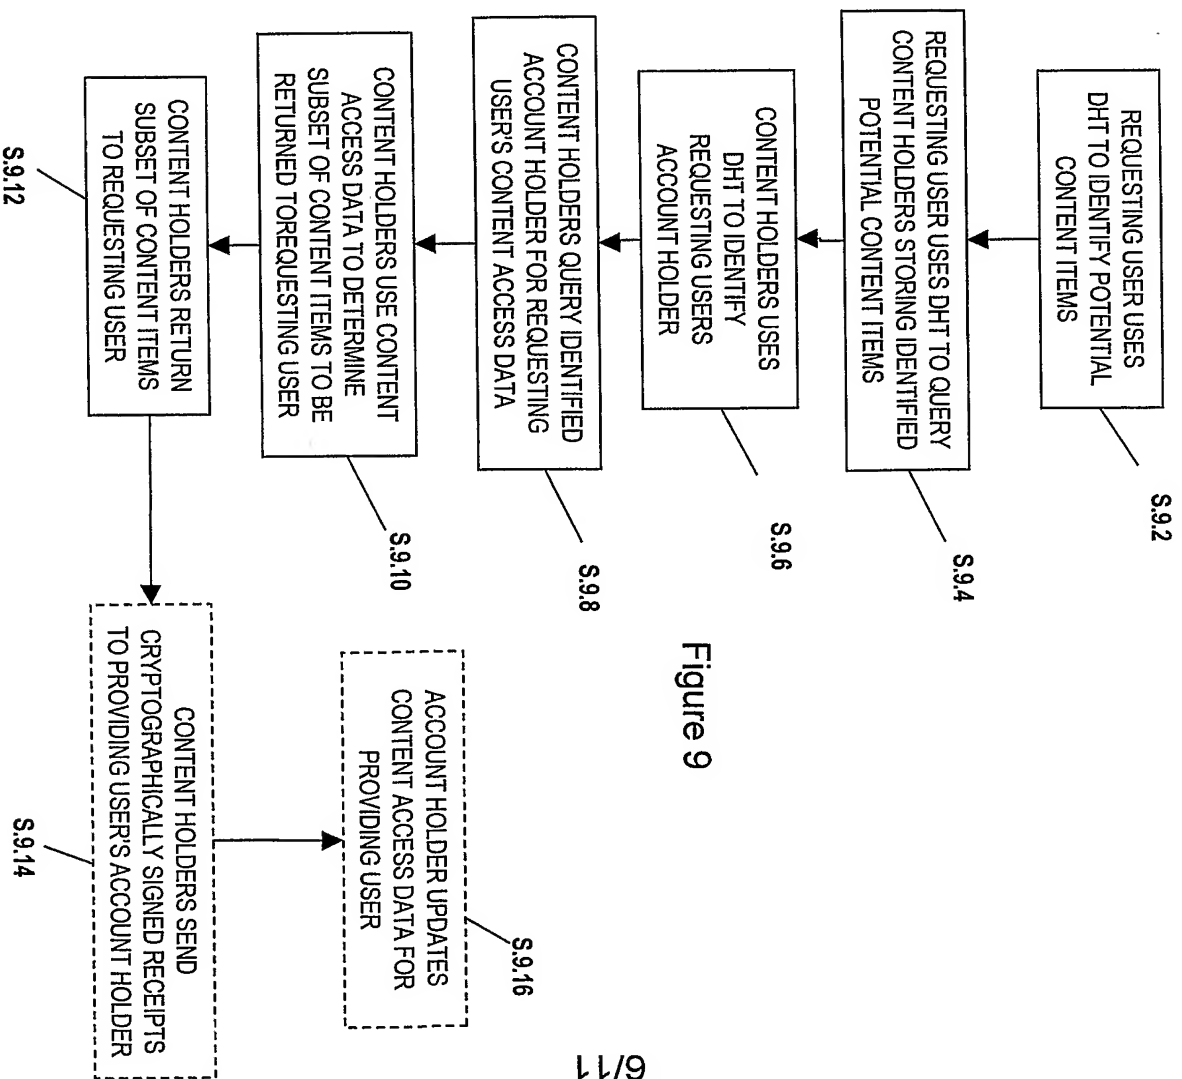 REQUESTING USER USES
DHT TO IDENTIFY POTENTIAL
CONTENT ITEMS
S.9.2
REQUESTING USER USES DHT TO QUERY
CONTENT HOLDERS STORING IDENTIFIED
POTENTIAL CONTENT ITEMS
S.9.4
CONTENT HOLDERS USES
DHT TO IDENTIFY
REQUESTING USERS
ACCOUNT HOLDER
S.9.6
CONTENT HOLDERS QUERY IDENTIFIED
ACCOUNT HOLDER FOR REQUESTING
USER'S CONTENT ACCESS DATA
S.9.8
CONTENT HOLDERS USE CONTENT
ACCESS DATA TO DETERMINE
SUBSET OF CONTENT ITEMS TO BE
RETURNED TOREQUESTING USER
S.9.10
CONTENT HOLDERS RETURN
SUBSET OF CONTENT ITEMS
TO REQUESTING USER
S.9.12
CONTENT HOLDERS SEND
CRYPTOGRAPHICALLY SIGNED RECEIPTS
TO PROVIDING USER'S ACCOUNT HOLDER
S.9.14
ACCOUNT HOLDER UPDATES
CONTENT ACCESS DATA FOR
PROVIDING USER
S.9.16
Figure 9
6/11